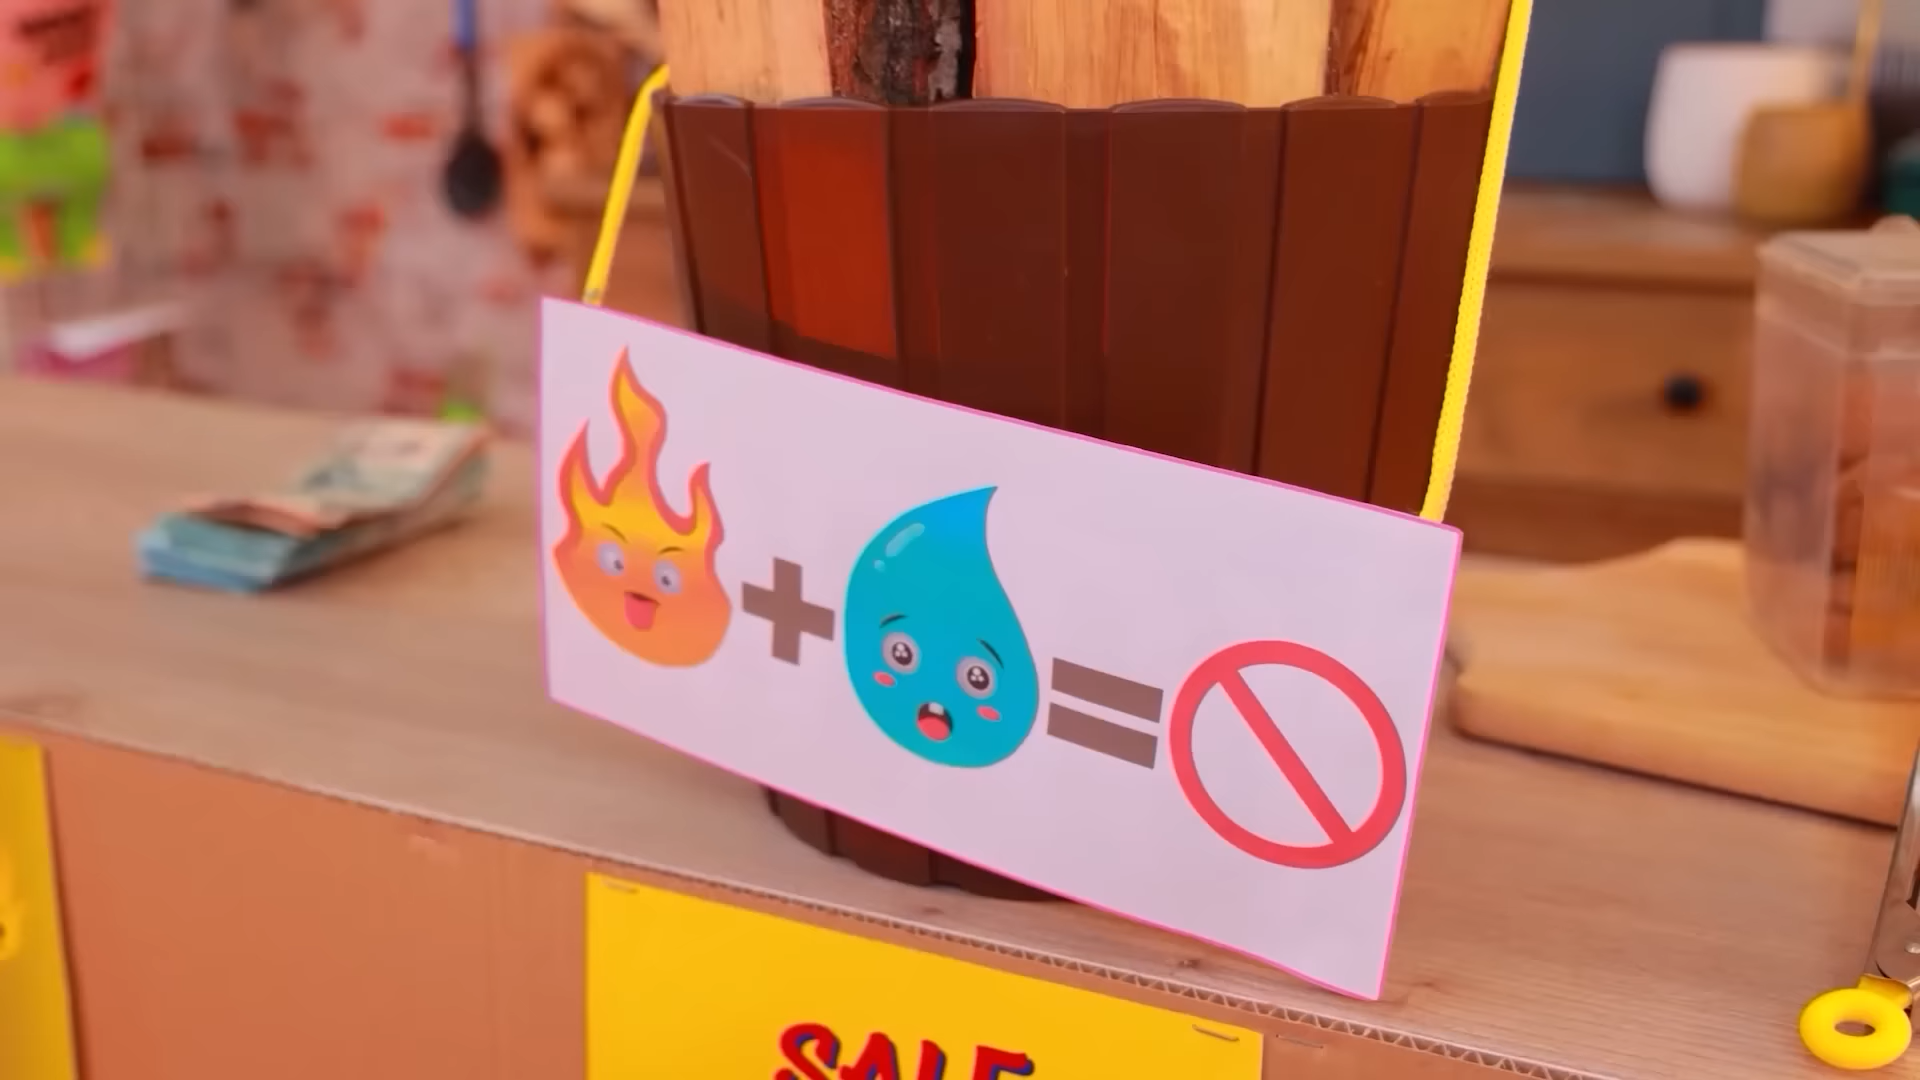 + =
SALE